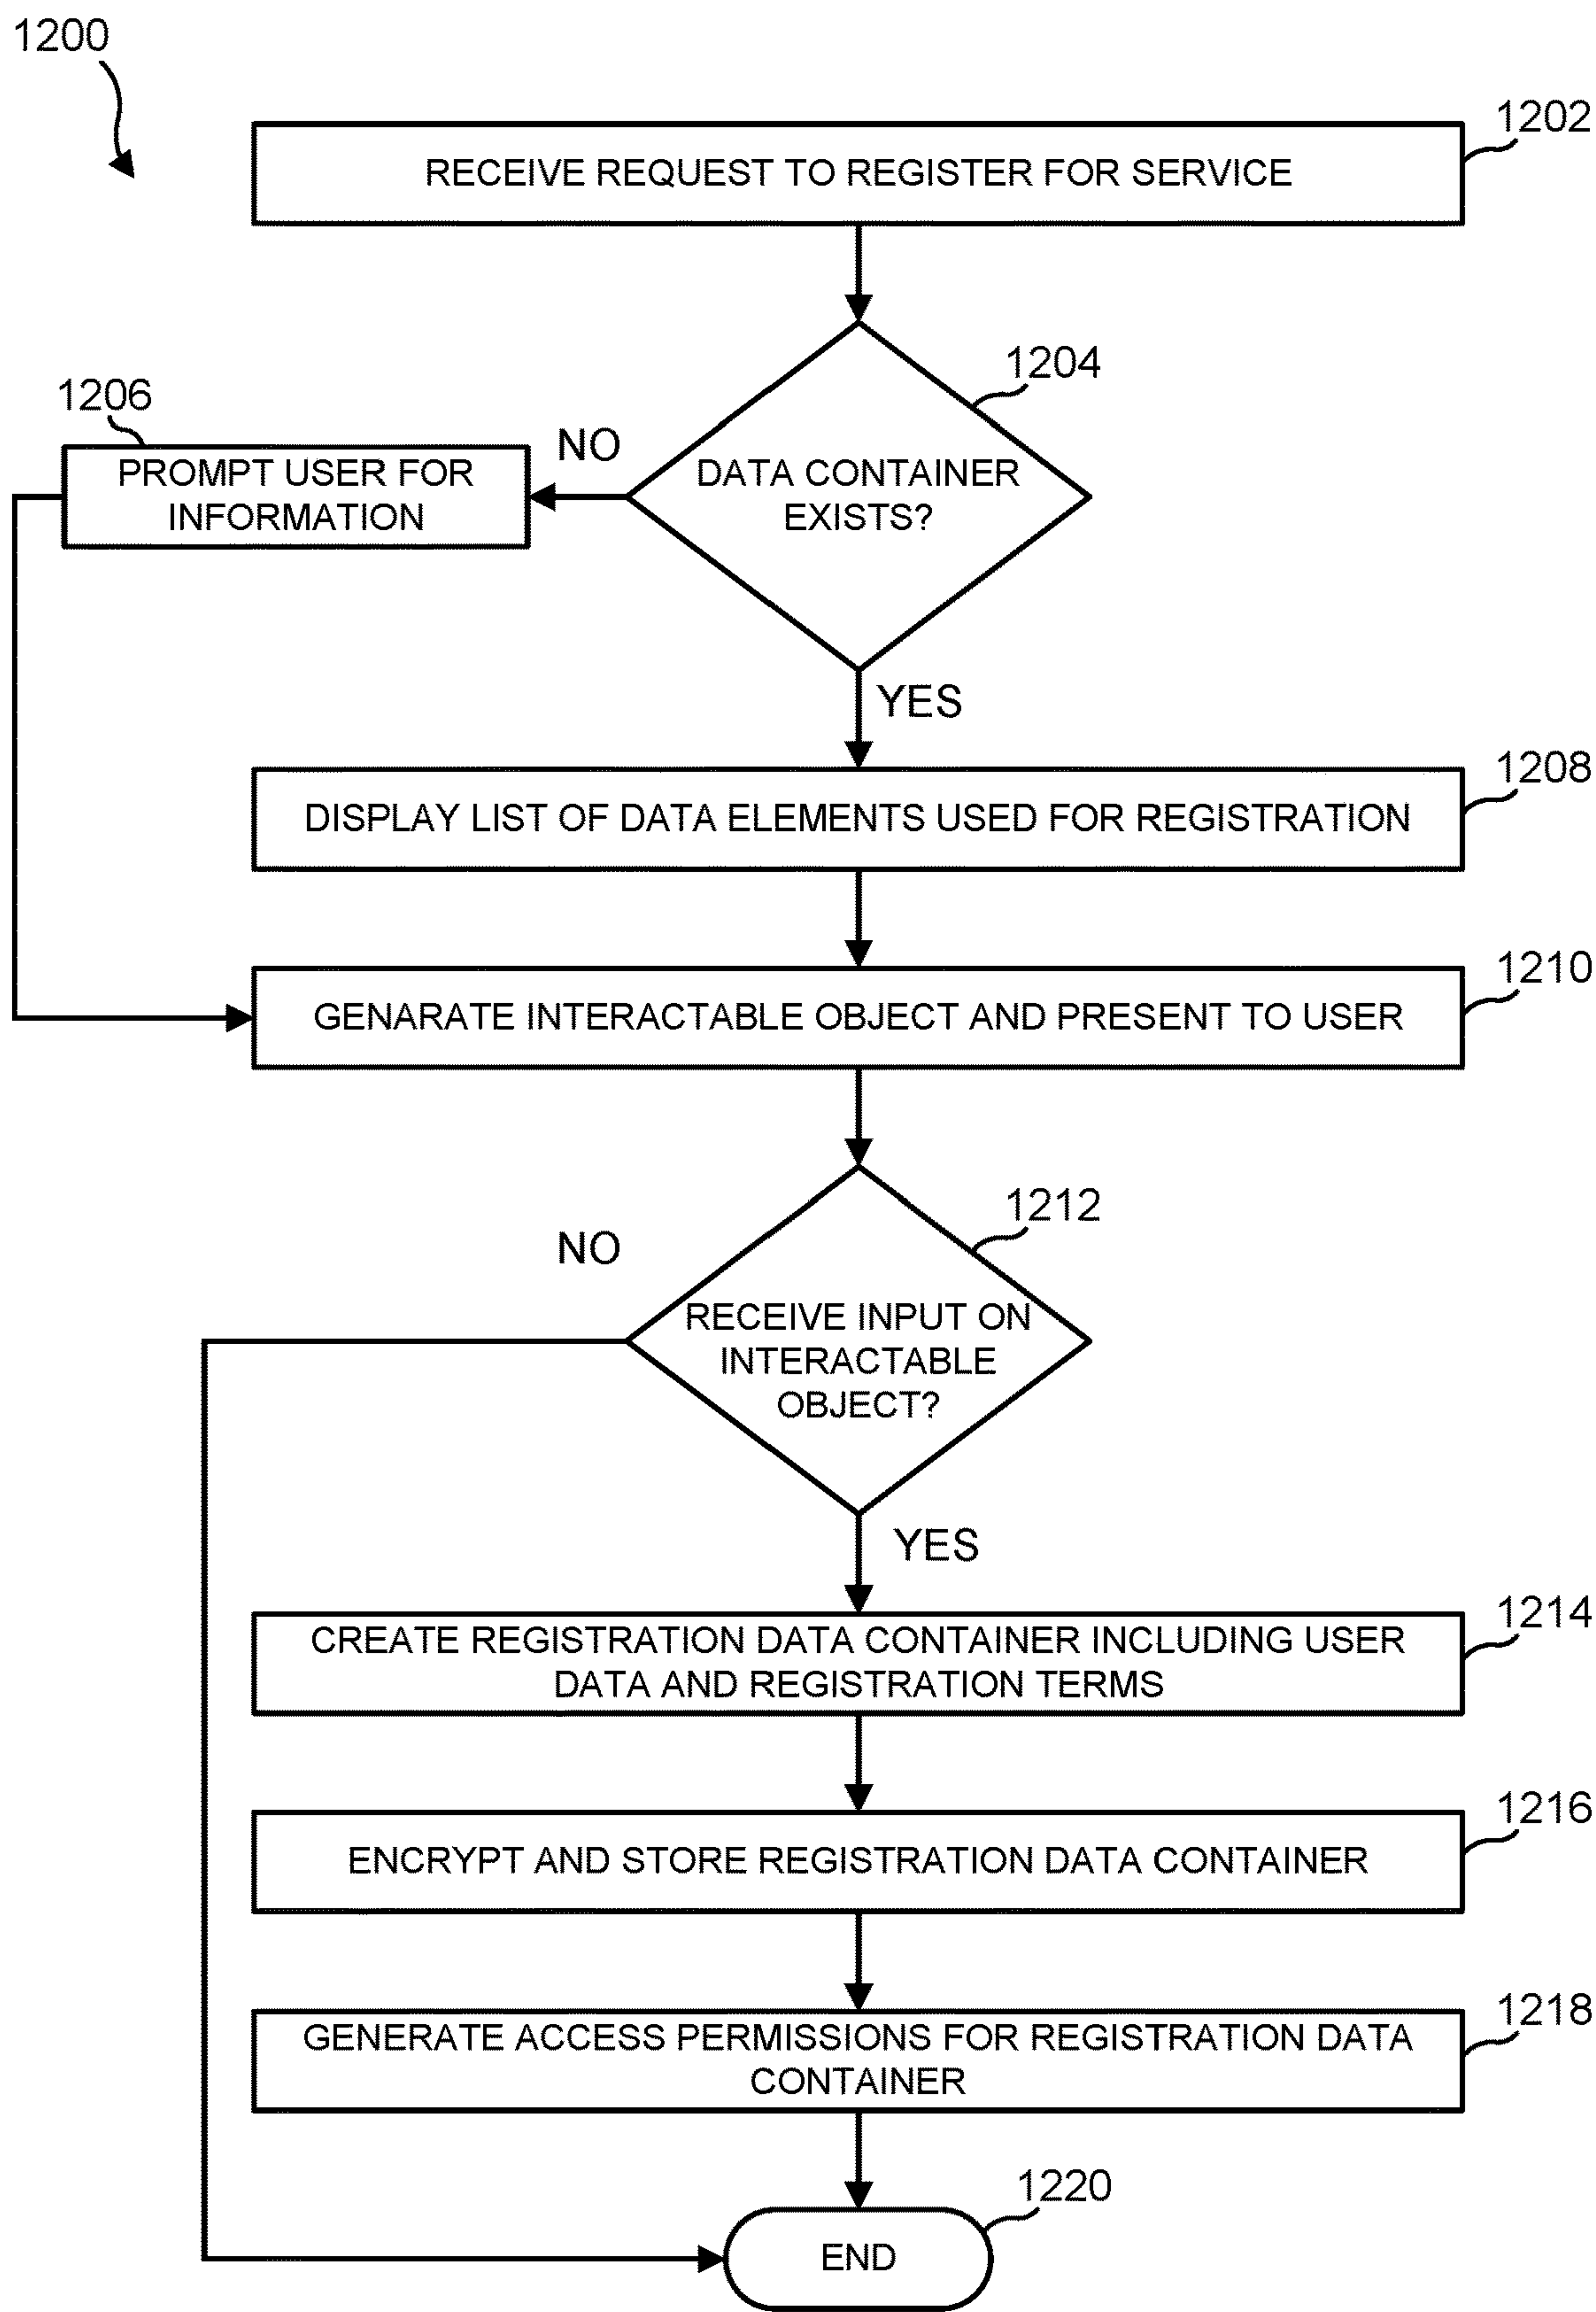 1200
1202
RECEIVE REQUEST TO REGISTER FOR SERVICE
1204
DATA CONTAINER
EXISTS?
NO
1206
PROMPT USER FOR
INFORMATION
YES
1208
DISPLAY LIST OF DATA ELEMENTS USED FOR REGISTRATION
1210
GENARATE INTERACTABLE OBJECT AND PRESENT TO USER
1212
NO
RECEIVE INPUT ON
INTERACTABLE
OBJECT?
YES
1214
CREATE REGISTRATION DATA CONTAINER INCLUDING USER
DATA AND REGISTRATION TERMS
1216
ENCRYPT AND STORE REGISTRATION DATA CONTAINER
1218
GENERATE ACCESS PERMISSIONS FOR REGISTRATION DATA
CONTAINER
1220
END